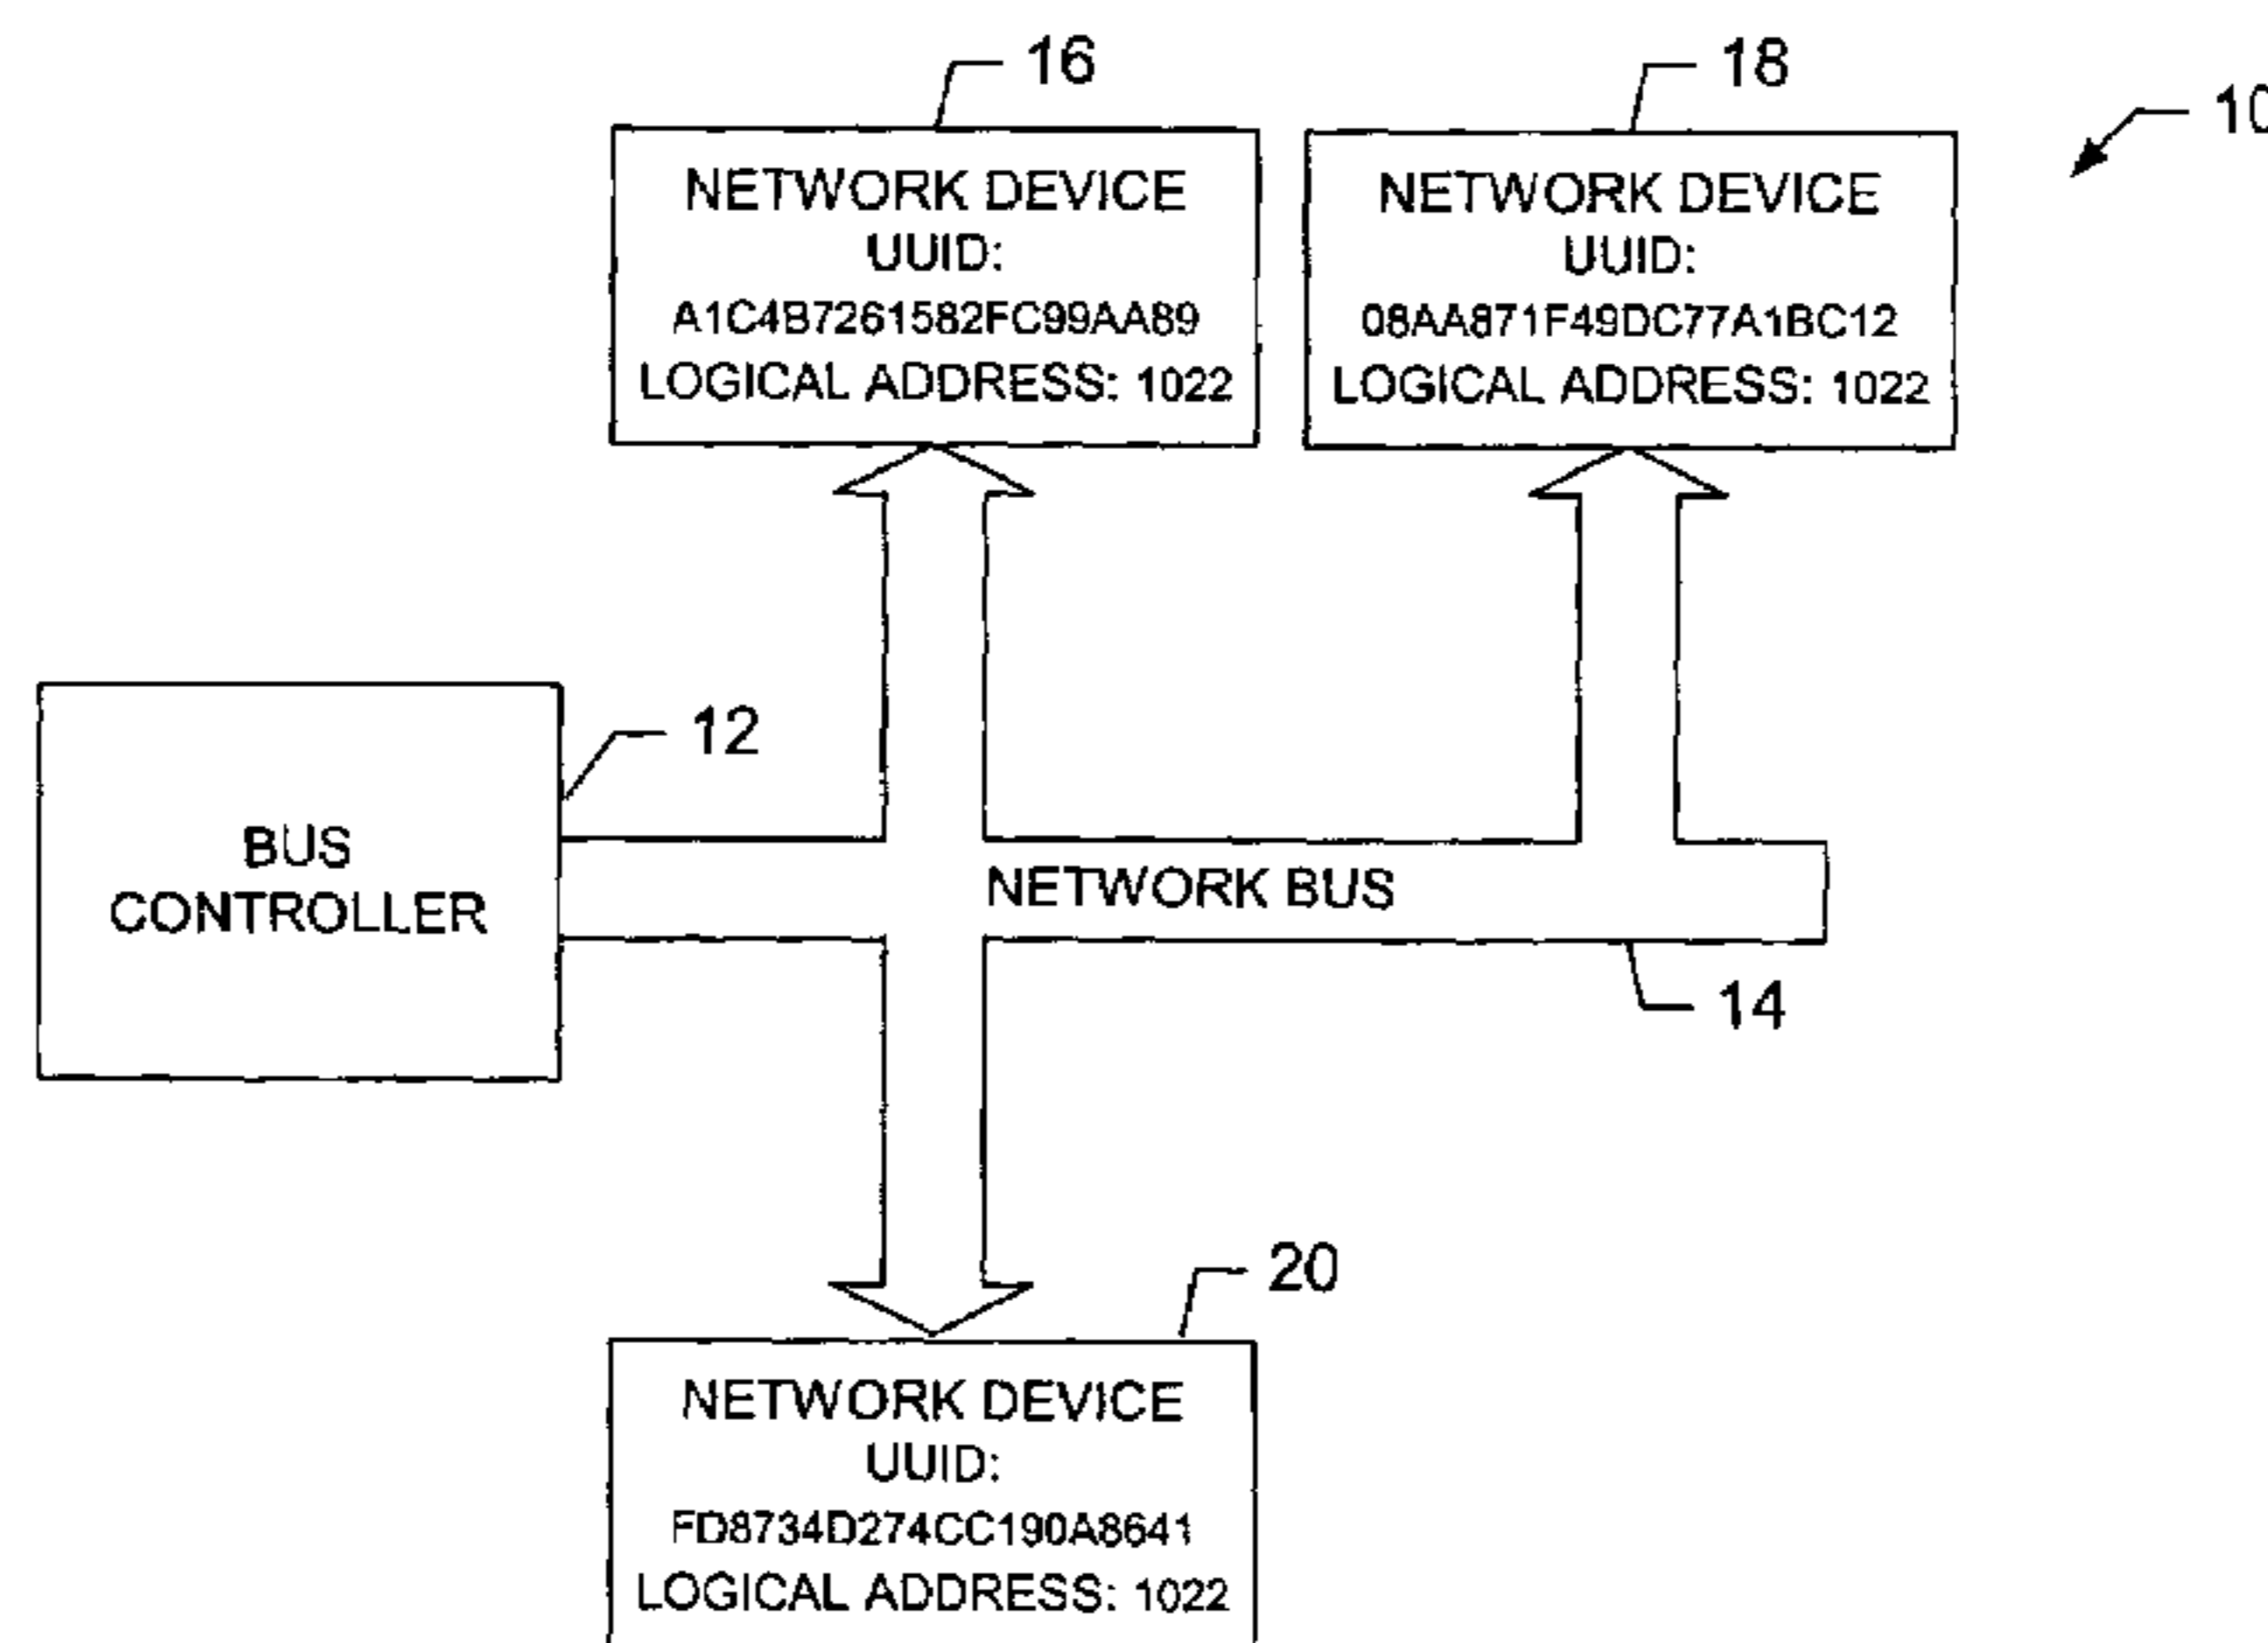 16
18
10
NETWORK DEVICE
UUID:
A1C4B7261582FC99AA89
LOGICAL ADDRESS: 1022
NETWORK DEVICE
UUID:
08AA871F49DC77A1BC12
LOGICAL ADDRESS: 1022
12
BUS
CONTROLLER
NETWORK BUS
14
20
NETWORK DEVICE
UUID:
FD8734D274CC190A8641
LOGICAL ADDRESS: 1022